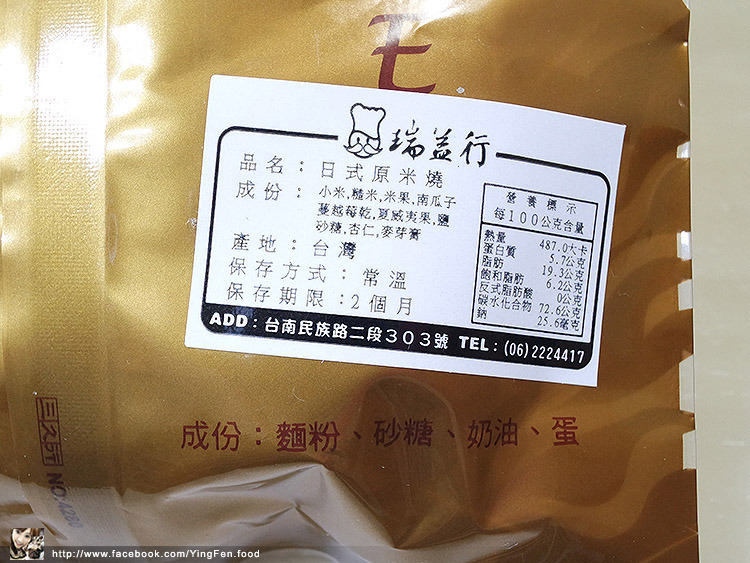 瑞益行
品名：日式原米燒
成份：小米,糙米,米果,南瓜子
蔓越莓乾,夏威夷果,鹽
砂糖,杏仁,麥芽膏
產地：台灣
保存方式：常溫
保存期限：2個月
營養標示
每100公克含量
熱量 487.0大卡
蛋白質 5.7公克
脂肪 19.3公克
飽和脂肪 6.2公克
反式脂肪酸 0公克
碳水化合物 72.6公克
鈉 25.6毫克
ADD：台南民族路二段303號 TEL：(06)2224417
成份：麵粉、砂糖、奶油、蛋
http://www.facebook.com/YingFen.food